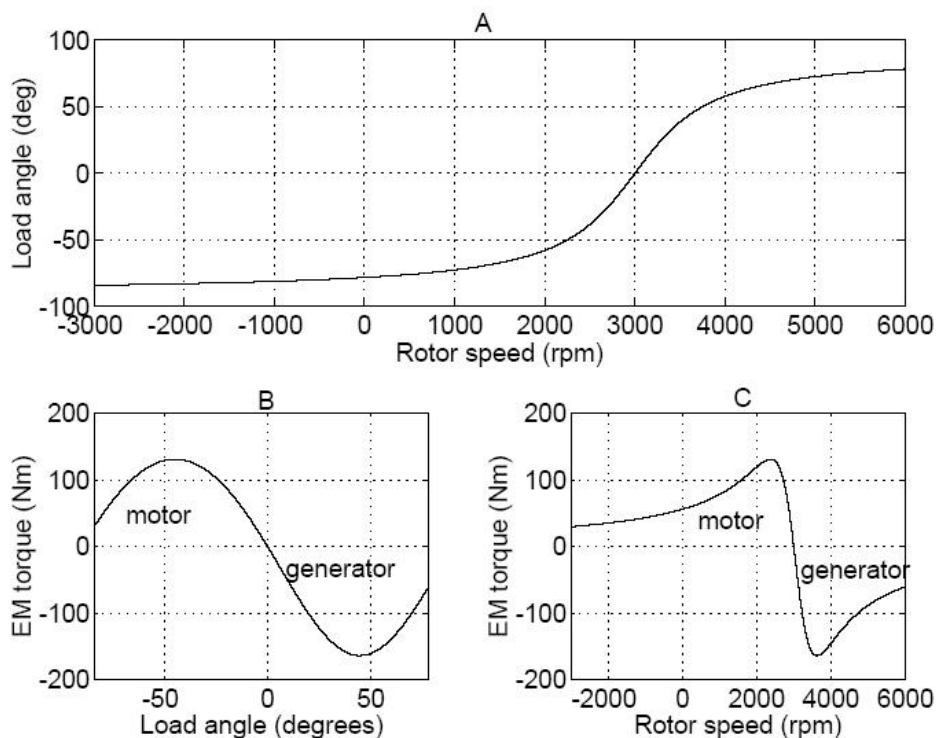 A
100
50
0
-50
-100
Load angle (deg)
-3000 -2000 -1000 0 1000 2000 3000 4000 5000 6000
Rotor speed (rpm)
B
200
100
0
-100
-200
EM torque (Nm)
motor
generator
-50 0 50
Load angle (degrees)
C
200
100
0
-100
-200
EM torque (Nm)
motor
generator
-2000 0 2000 4000 6000
Rotor speed (rpm)